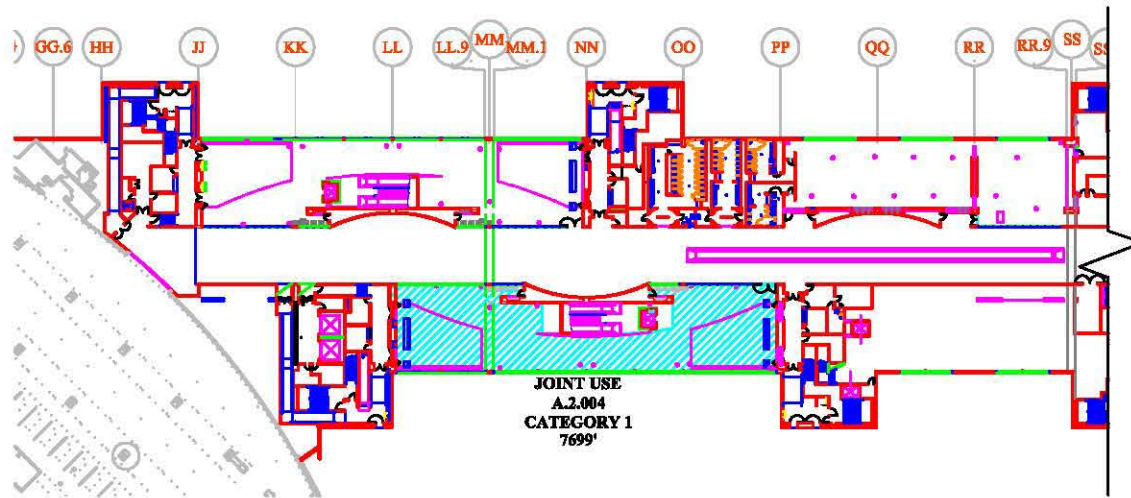 GG.6 HH JJ KK LL LL.9 MM MM.1 NN OO PP QQ RR RR.9 SS
JOINT USE
A.2.004
CATEGORY 1
7699'